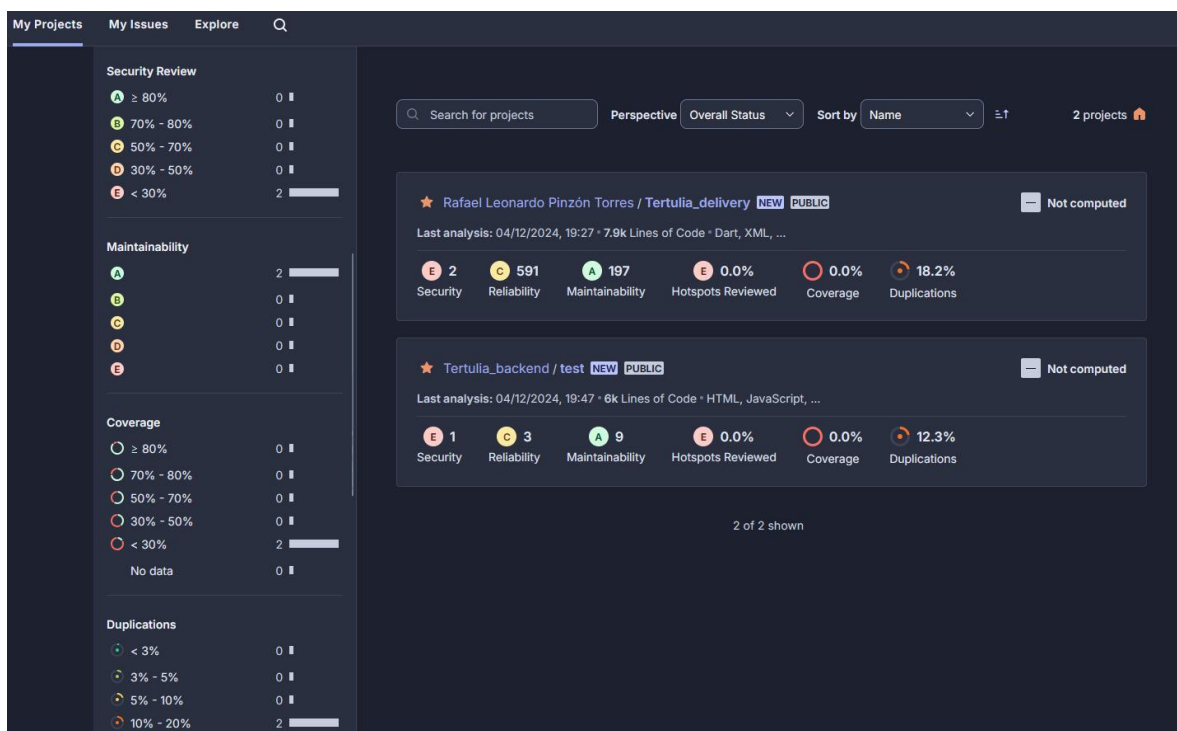 My Projects My Issues Explore
Security Review
A ≥ 80% 0
B 70% - 80% 0
C 50% - 70% 0
D 30% - 50% 0
E < 30% 2
Maintainability
A 2
B 0
C 0
D 0
E 0
Coverage
≥ 80% 0
70% - 80% 0
50% - 70% 0
30% - 50% 0
< 30% 2
No data 0
Duplications
< 3% 0
3% - 5% 0
5% - 10% 0
10% - 20% 2
Search for projects Perspective Overall Status Sort by Name 2 projects
Rafael Leonardo Pinzón Torres / Tertulia_delivery NEW PUBLIC Not computed
Last analysis: 04/12/2024, 19:27 • 7.9k Lines of Code • Dart, XML, ...
E 2 C 591 A 197 E 0.0% 0.0% 18.2%
Security Reliability Maintainability Hotspots Reviewed Coverage Duplications
Tertulia_backend / test NEW PUBLIC Not computed
Last analysis: 04/12/2024, 19:47 • 6k Lines of Code • HTML, JavaScript, ...
E 1 C 3 A 9 E 0.0% 0.0% 12.3%
Security Reliability Maintainability Hotspots Reviewed Coverage Duplications
2 of 2 shown